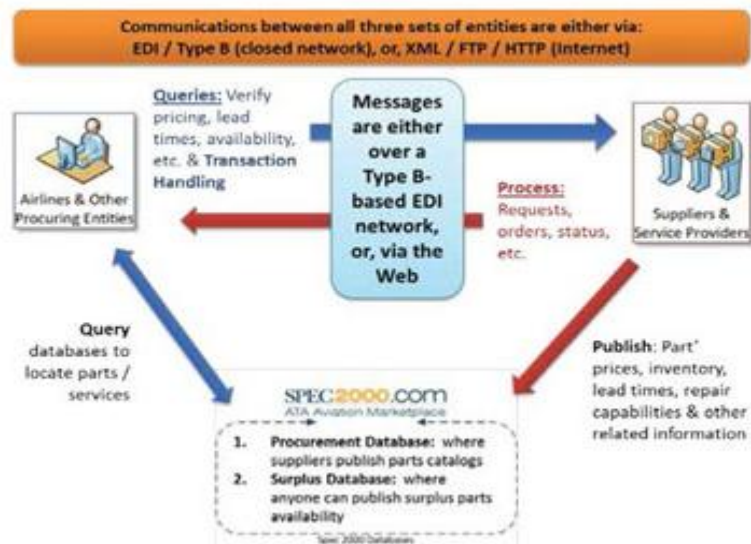 Communications between all three sets of entities are either via:
EDI / Type B (closed network), or, XML / FTP / HTTP (Internet)
Queries: Verify
pricing, lead
times, availability,
etc. & Transaction
Handling
Messages
are either
over a
Type B-
based EDI
network,
or, via the
Web
Process:
Requests,
orders, status,
etc.
Airlines & Other
Procuring Entities
Suppliers &
Service Providers
Query
databases to
locate parts /
services
Publish: Part'
prices, inventory,
lead times, repair
capabilities & other
related information
SPEC2000.com
ATA Aviation Marketplace
1. Procurement Database: where
suppliers publish parts catalogs
2. Surplus Database: where
anyone can publish surplus parts
availability
Spec 2000 Databases